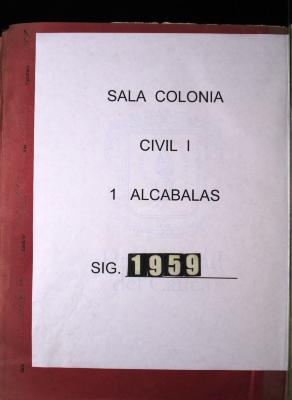 SALA COLONIA
CIVIL I
1 ALCABALAS
SIG. 1959